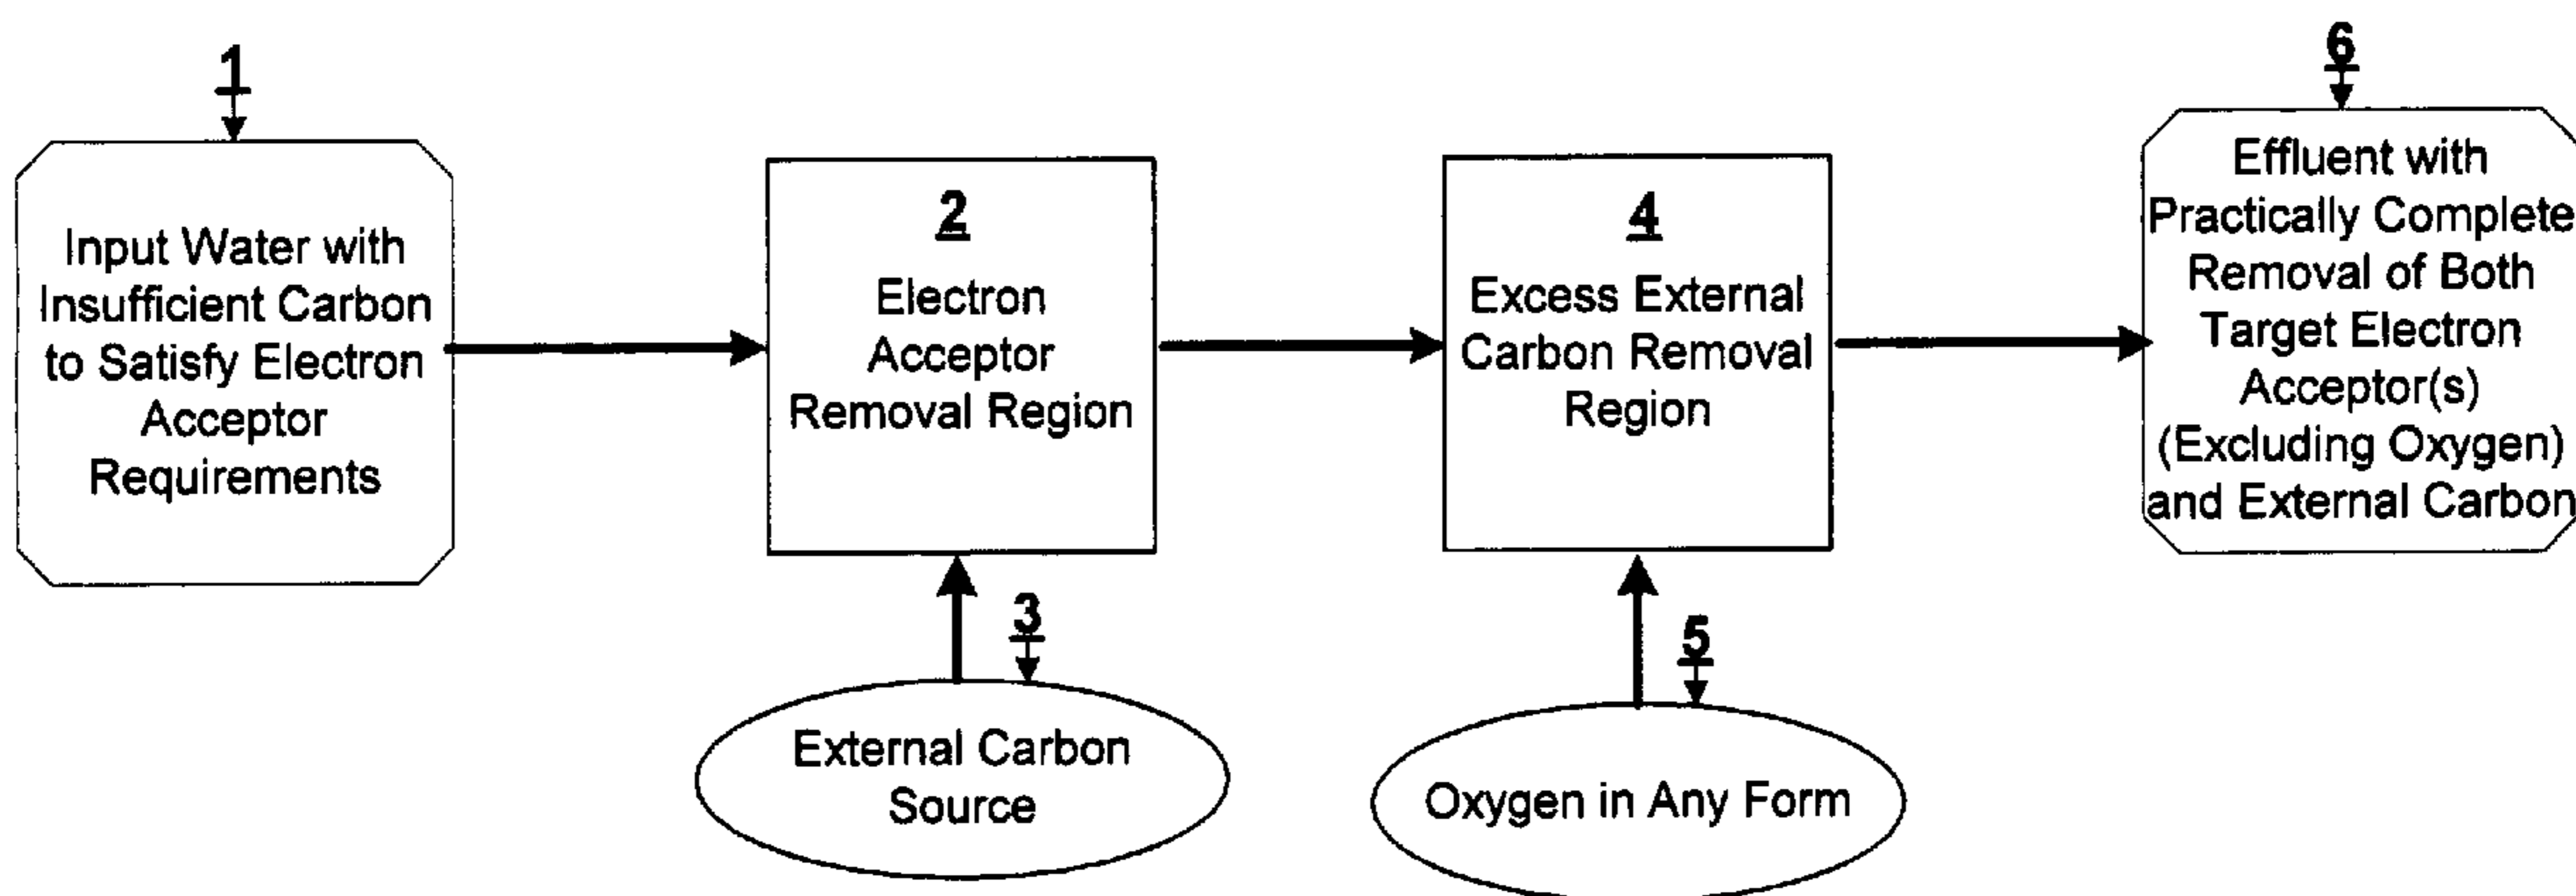 1
Input Water with
Insufficient Carbon
to Satisfy Electron
Acceptor
Requirements
2
Electron
Acceptor
Removal Region
3
External Carbon
Source
4
Excess External
Carbon Removal
Region
5
Oxygen in Any Form
6
Effluent with
Practically Complete
Removal of Both
Target Electron
Acceptor(s)
(Excluding Oxygen)
and External Carbon